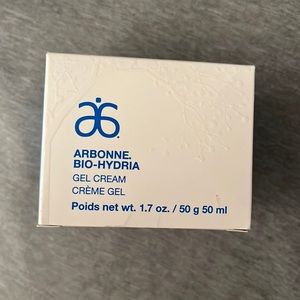 ARBONNE.
BIO-HYDRIA
GEL CREAM
CRÈME GEL
Poids net wt. 1.7 oz. / 50 g 50 ml